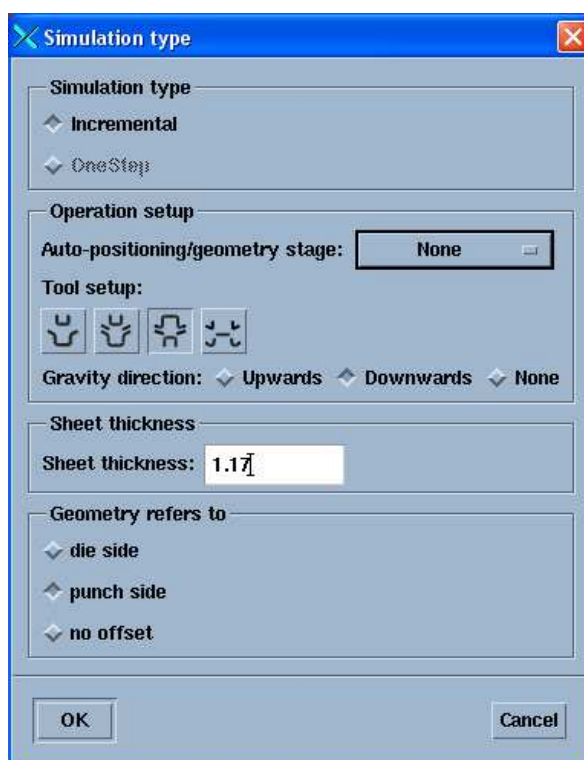 Simulation type
Simulation type
Incremental
OneStep
Operation setup
Auto-positioning/geometry stage: None
Tool setup:
Gravity direction: Upwards Downwards None
Sheet thickness
Sheet thickness: 1.17
Geometry refers to
die side
punch side
no offset
OK Cancel